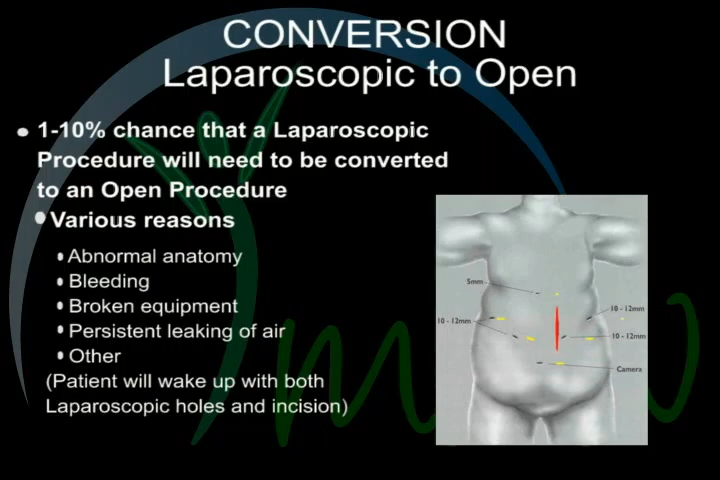 CONVERSION
Laparoscopic to Open
• 1-10% chance that a Laparoscopic
Procedure will need to be converted
to an Open Procedure
• Various reasons
• Abnormal anatomy
• Bleeding
• Broken equipment
• Persistent leaking of air
• Other
(Patient will wake up with both
Laparoscopic holes and incision)
5mm
10 - 12mm
10 - 12mm
10 - 12mm
Camera